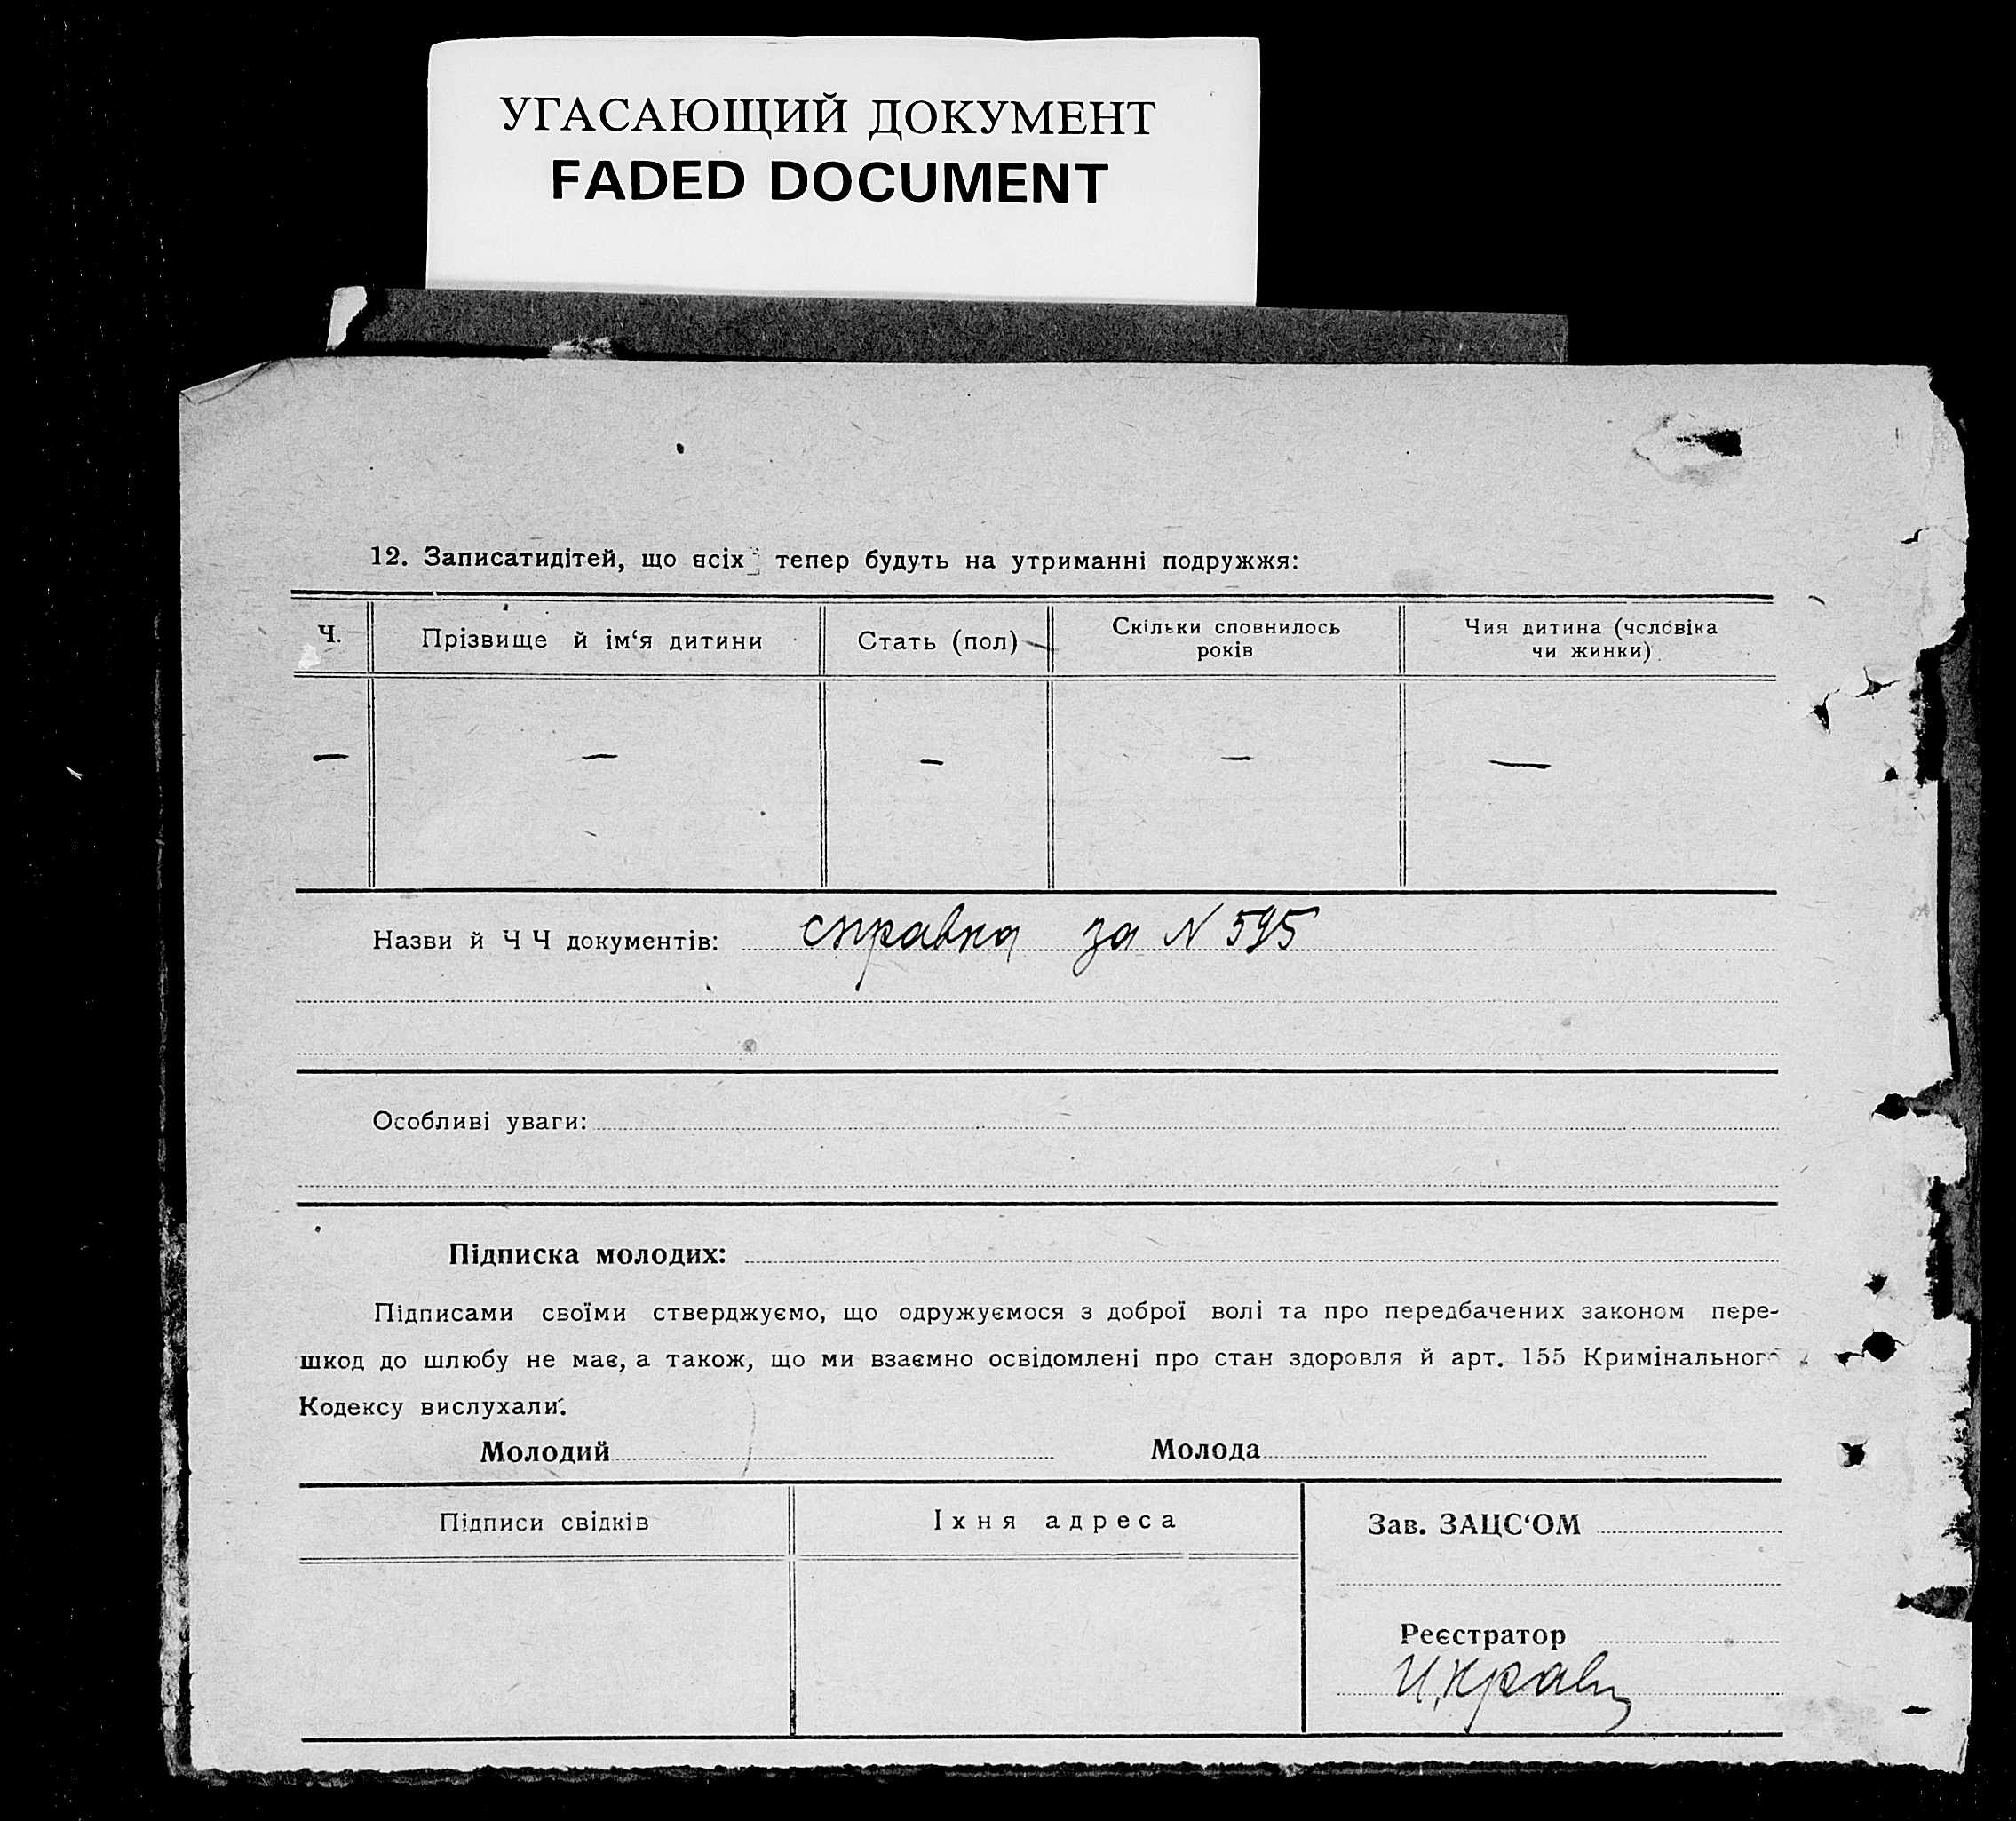 УГАСАЮЩИЙ ДОКУМЕНТ
FADED DOCUMENT
12. Записатидітей, що всіх тепер будуть на утриманні подружжя:
Ч. Прізвище й ім‘я дитини Стать (пол) Скільки сповнилось років Чия дитина (чсловіка чи жинки)
— — — — —
Назви й Ч Ч документів: справка за N 595
Особливі уваги:
Підписка молодих:
Підписами своїми стверджуємо, що одружуємося з доброї волі та про передбачених законом пере-
шкод до шлюбу не має, а також, що ми взаємно освідомлені про стан здоровля й арт. 155 Кримінального
Кодексу вислухали.
Молодий Молода
Підписи свідків Їхня адреса Зав. ЗАЦС‘ОМ
Реєстратор
И. Кравц